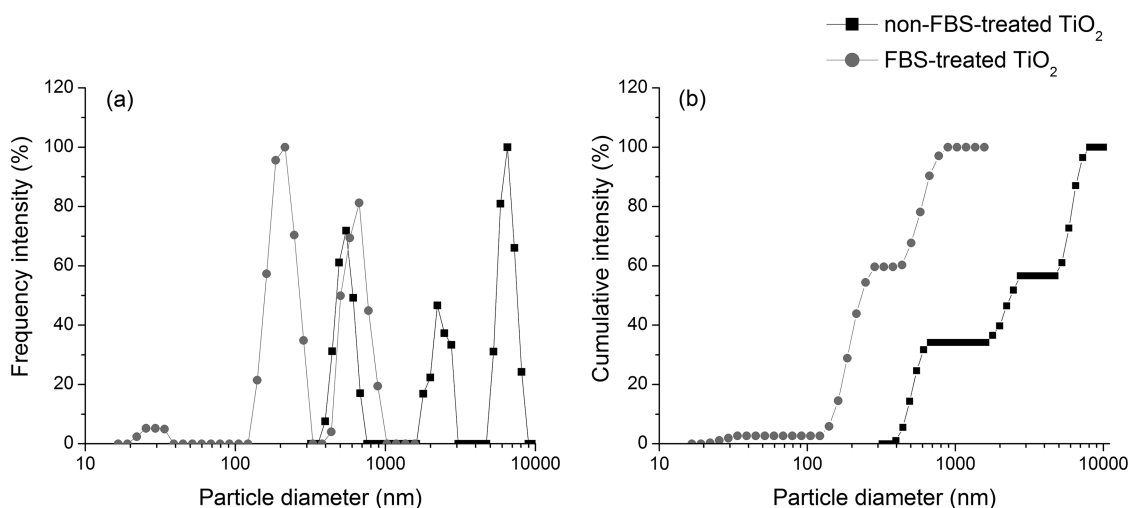 non-FBS-treated TiO₂
FBS-treated TiO₂
(a)
Frequency intensity (%)
120
100
80
60
40
20
0
10 100 1000 10000
Particle diameter (nm)
(b)
Cumulative intensity (%)
120
100
80
60
40
20
0
10 100 1000 10000
Particle diameter (nm)